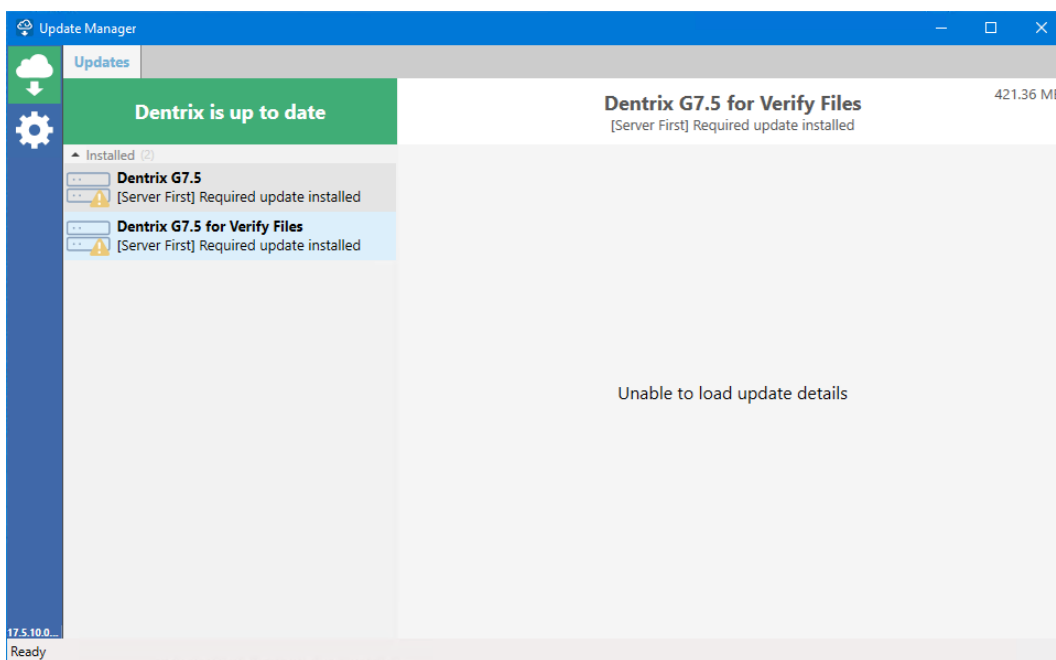 Update Manager
Updates
Dentrix is up to date
Dentrix G7.5 for Verify Files
[Server First] Required update installed
421.36 
Installed (2)
Dentrix G7.5
[Server First] Required update installed
Dentrix G7.5 for Verify Files
[Server First] Required update installed
Unable to load update details
17.5.10.0...
Ready